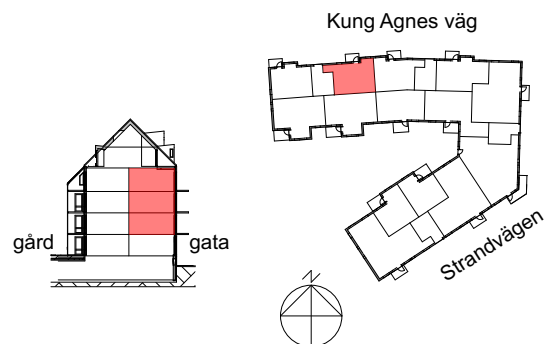 Kung Agnes väg
gård
gata
Strandvägen
N